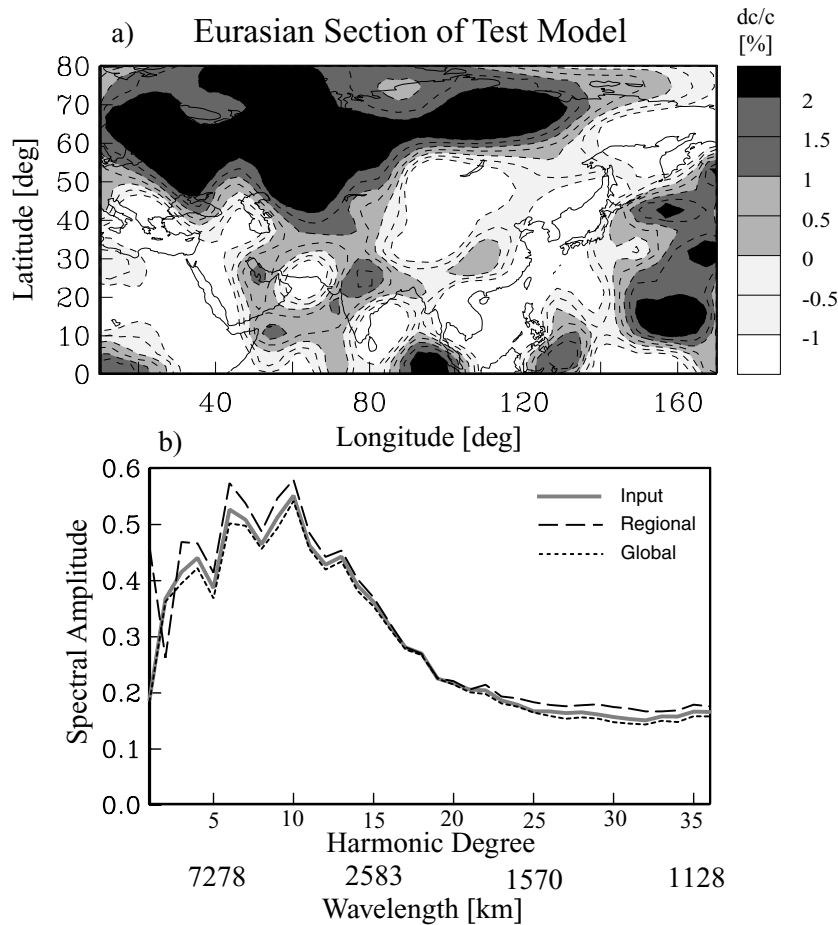 a) Eurasian Section of Test Model
dc/c
[%]
80
70
60
50
40
30
20
10
0
Latitude [deg]
2
1.5
1
0.5
0
-0.5
-1
40 80 120 160
Longitude [deg]
b)
0.6
0.5
0.4
0.3
0.2
0.1
0.0
Spectral Amplitude
Input
Regional
Global
5 10 15 20 25 30 35
Harmonic Degree
7278 2583 1570 1128
Wavelength [km]